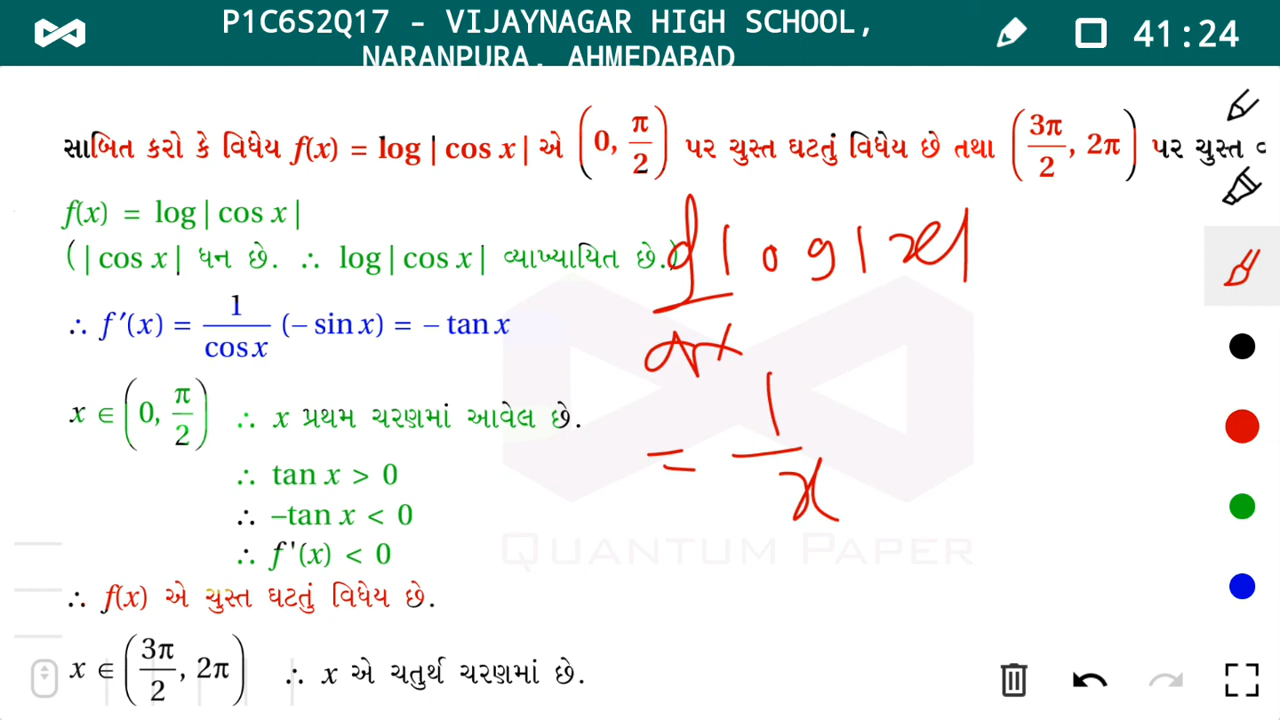 P1C6S2Q17 - VIJAYNAGAR HIGH SCHOOL,
NARANPURA, AHMEDABAD
41:24
સાબિત કરો કે વિધેય f(x) = log | cos x | એ (0, π/2) પર ચુસ્ત ઘટતું વિધેય છે તથા (3π/2, 2π) પર ચુસ્ત
f(x) = log | cos x |
( | cos x | ધન છે. ∴ log | cos x | વ્યાખ્યાયિત છે.)
∴ f'(x) = 1/cos x (– sin x) = – tan x
x ∈ (0, π/2) ∴ x પ્રથમ ચરણમાં આવેલ છે.
∴ tan x > 0
∴ –tan x < 0
∴ f'(x) < 0
∴ f(x) એ ચુસ્ત ઘટતું વિધેય છે.
x ∈ (3π/2, 2π) ∴ x એ ચતુર્થ ચરણમાં છે.
d/dx log|x|
= 1/x
QUANTUM PAPER